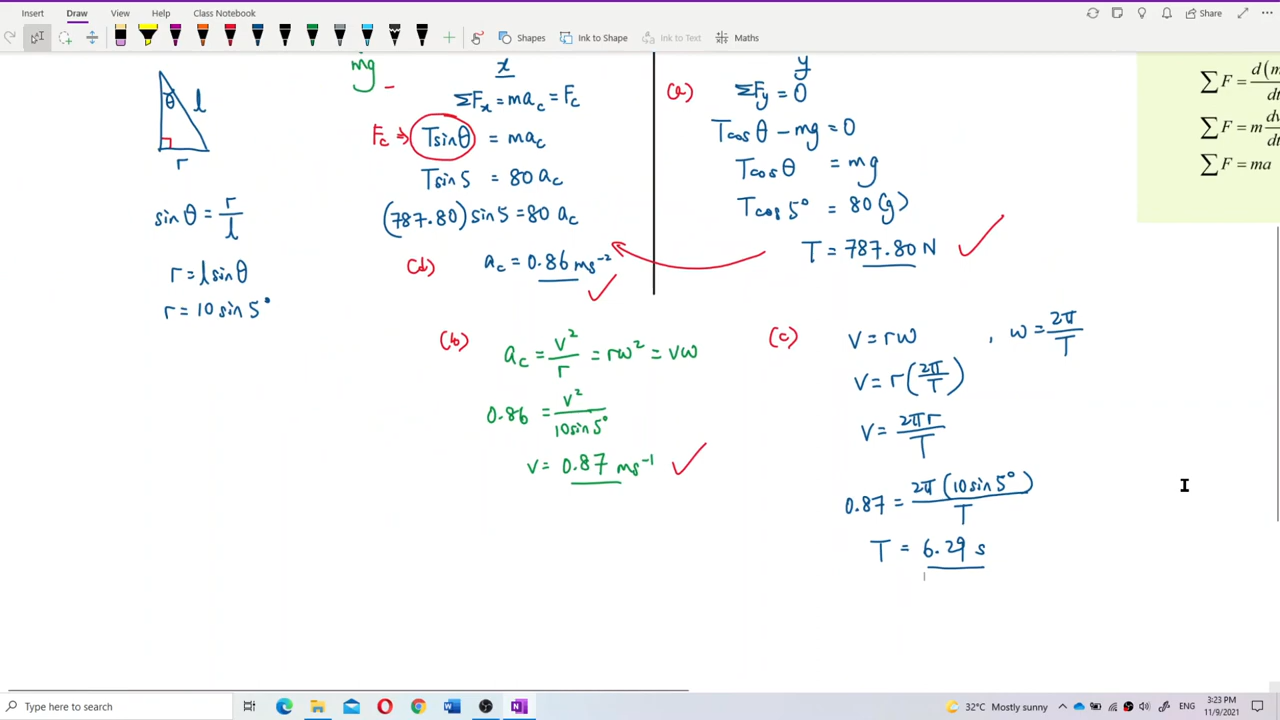 Insert Draw View Help Class Notebook Share
Shapes Ink to Shape Ink to Text Maths
θ l
r
sin θ = r/l
r = l sin θ
r = 10 sin 5°
mg
x
ΣFx = mac = Fc
Fc ⇒ T sin θ = mac
T sin 5 = 80 ac
(787.80) sin 5 = 80 ac
(d) ac = 0.86 ms⁻²
y
(a) ΣFy = 0
T cos θ − mg = 0
T cos θ = mg
T cos 5° = 80(g)
T = 787.80 N
(b) ac = v²/r = rω² = vω
0.86 = v²/10 sin 5°
v = 0.87 ms⁻¹
(c) v = rω , ω = 2π/T
v = r(2π/T)
v = 2πr/T
0.87 = 2π(10 sin 5°)/T
T = 6.29 s
∑F = d(m
dt
∑F = m dv
dt
∑F = ma
Type here to search
32°C Mostly sunny ENG 3:23 PM
11/9/2021